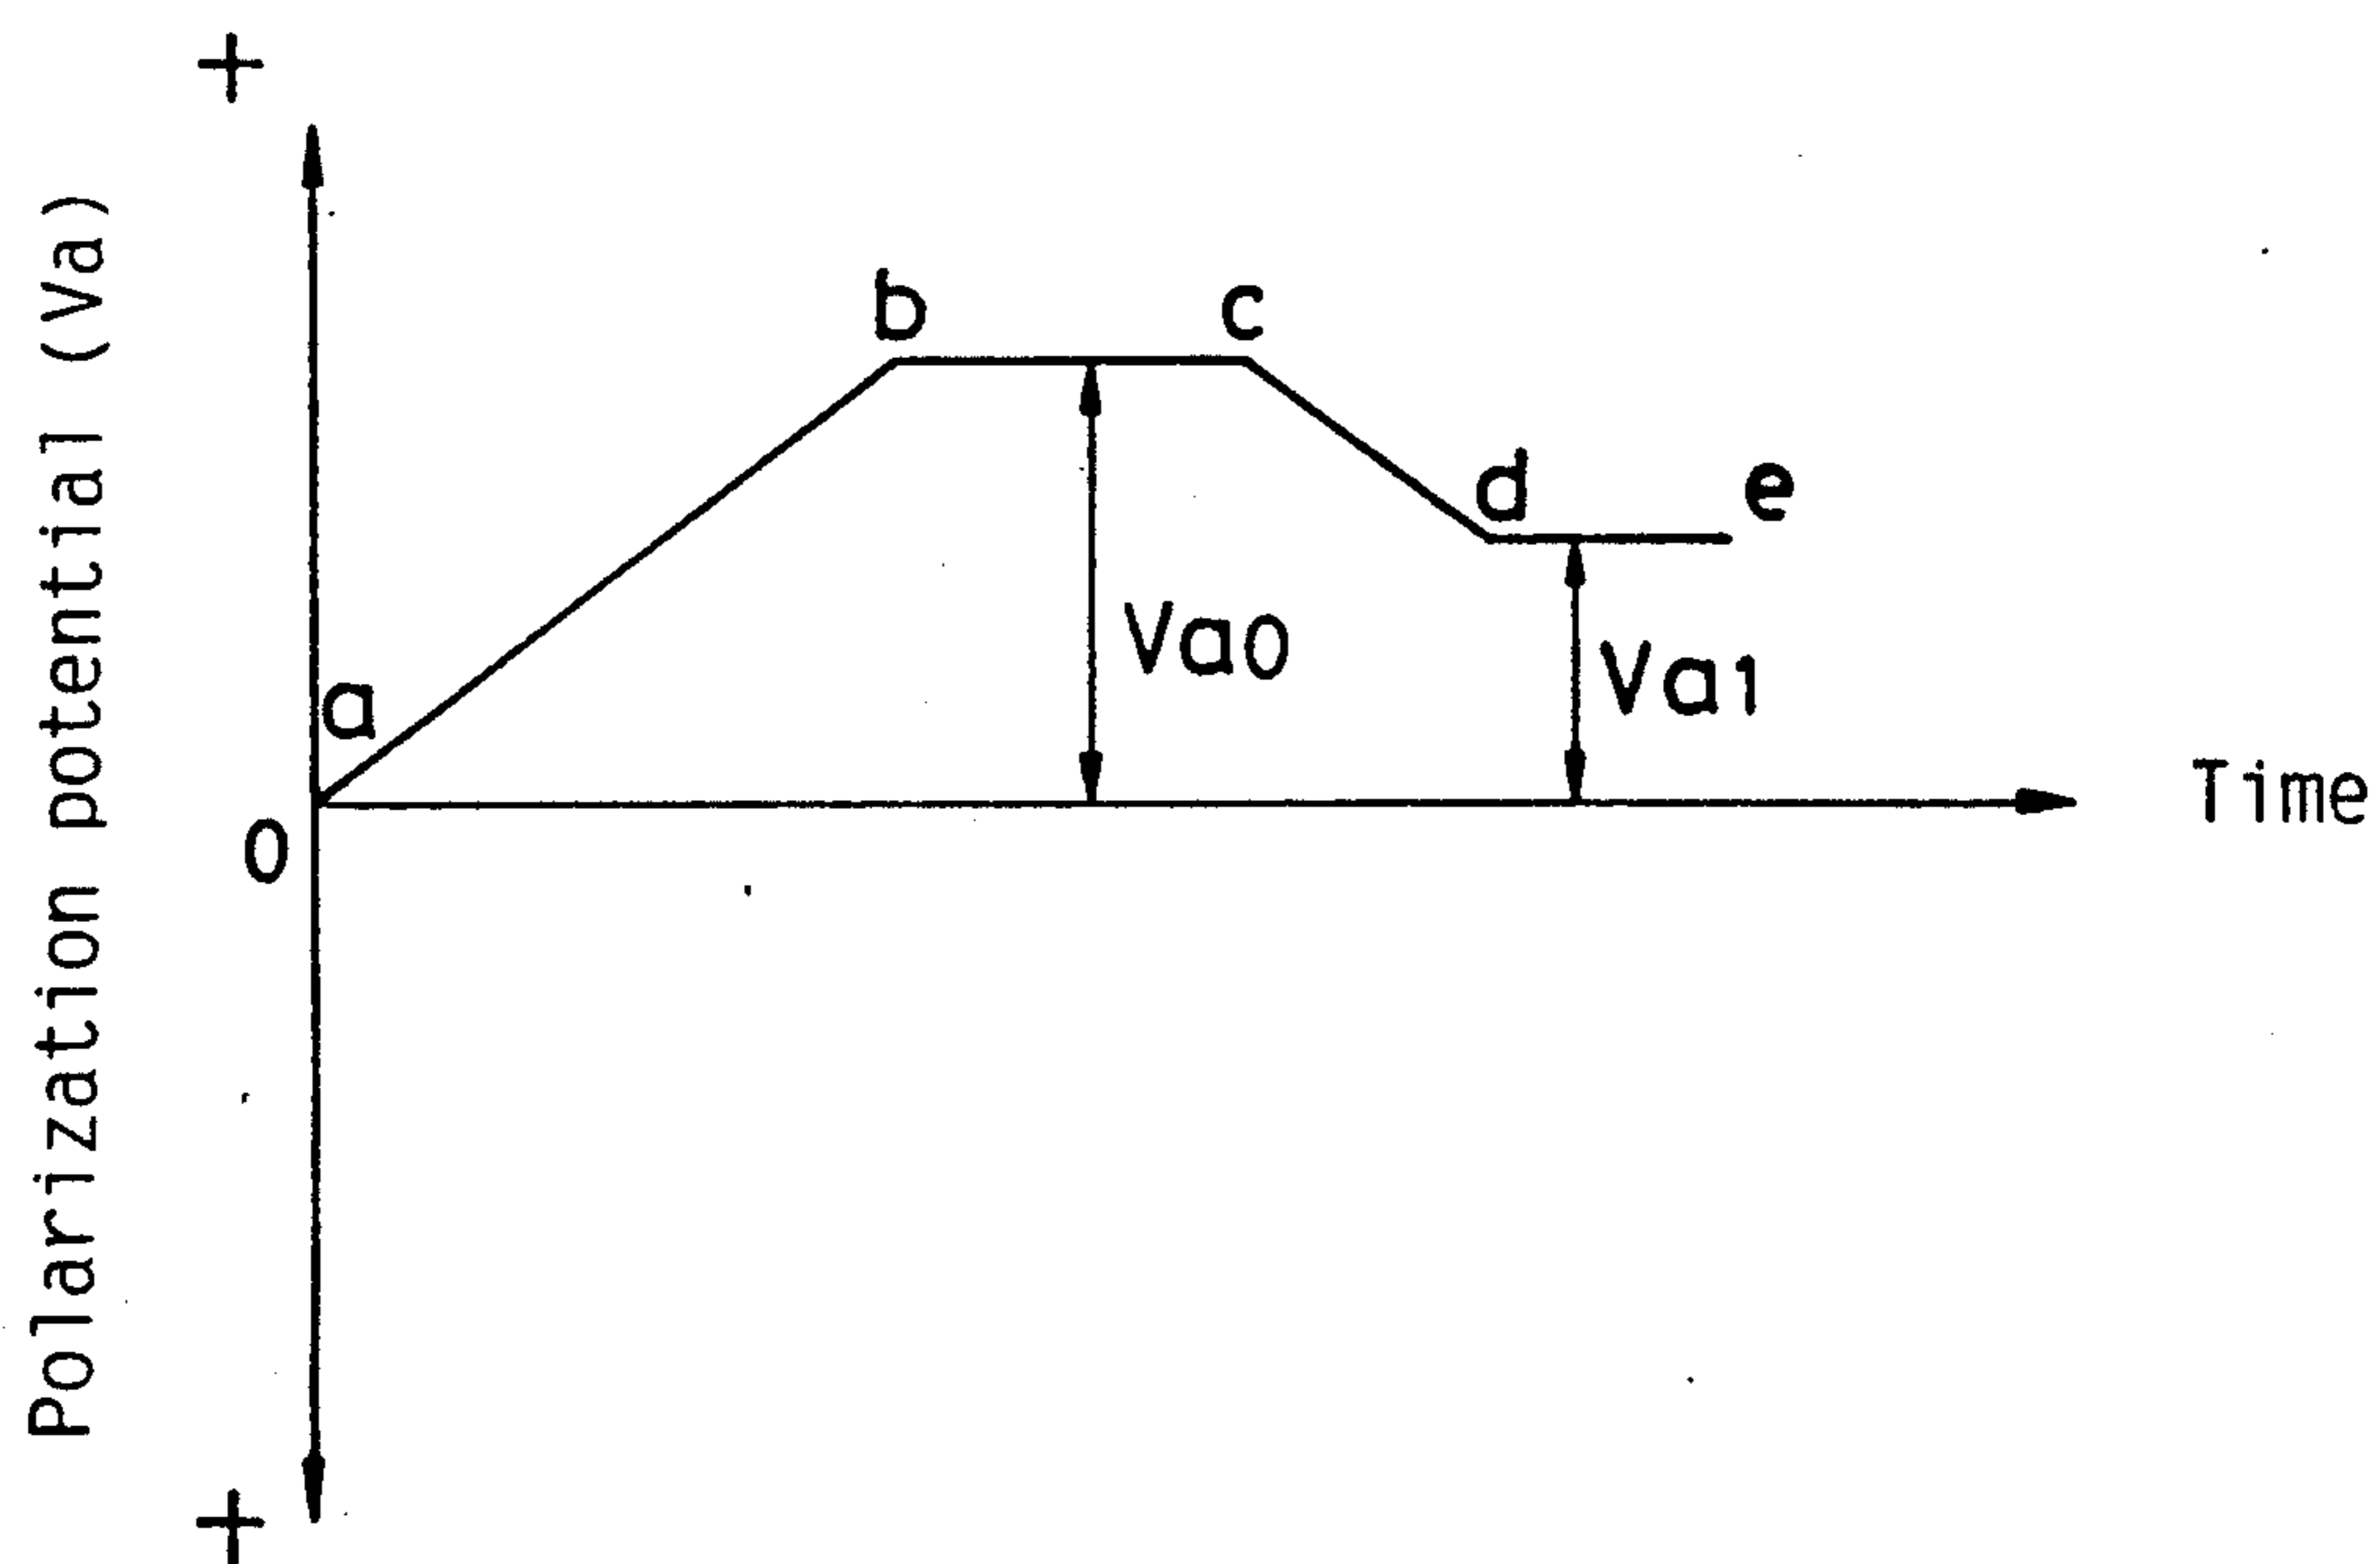 +
Polarization potential (Va)
b
c
d
e
a
Va0
Va1
Time
0
+